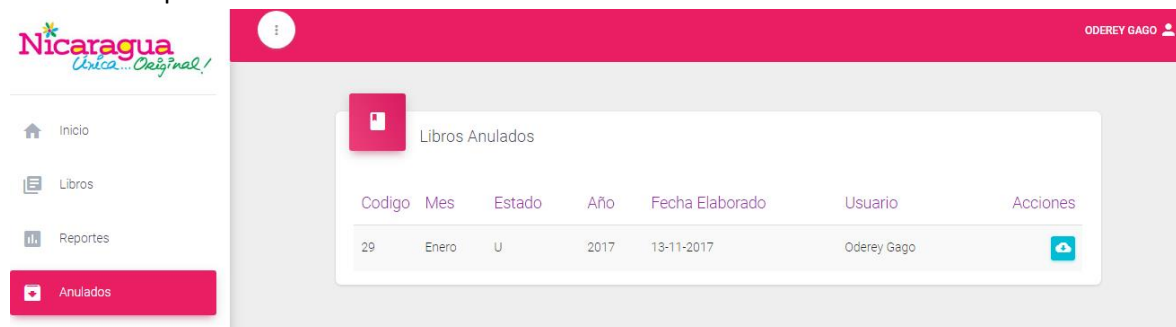 Nicaragua
Única...Original!
ODEREY GAGO
Inicio
Libros
Reportes
Anulados
Libros Anulados
Codigo Mes Estado Año Fecha Elaborado Usuario Acciones
29 Enero U 2017 13-11-2017 Oderey Gago